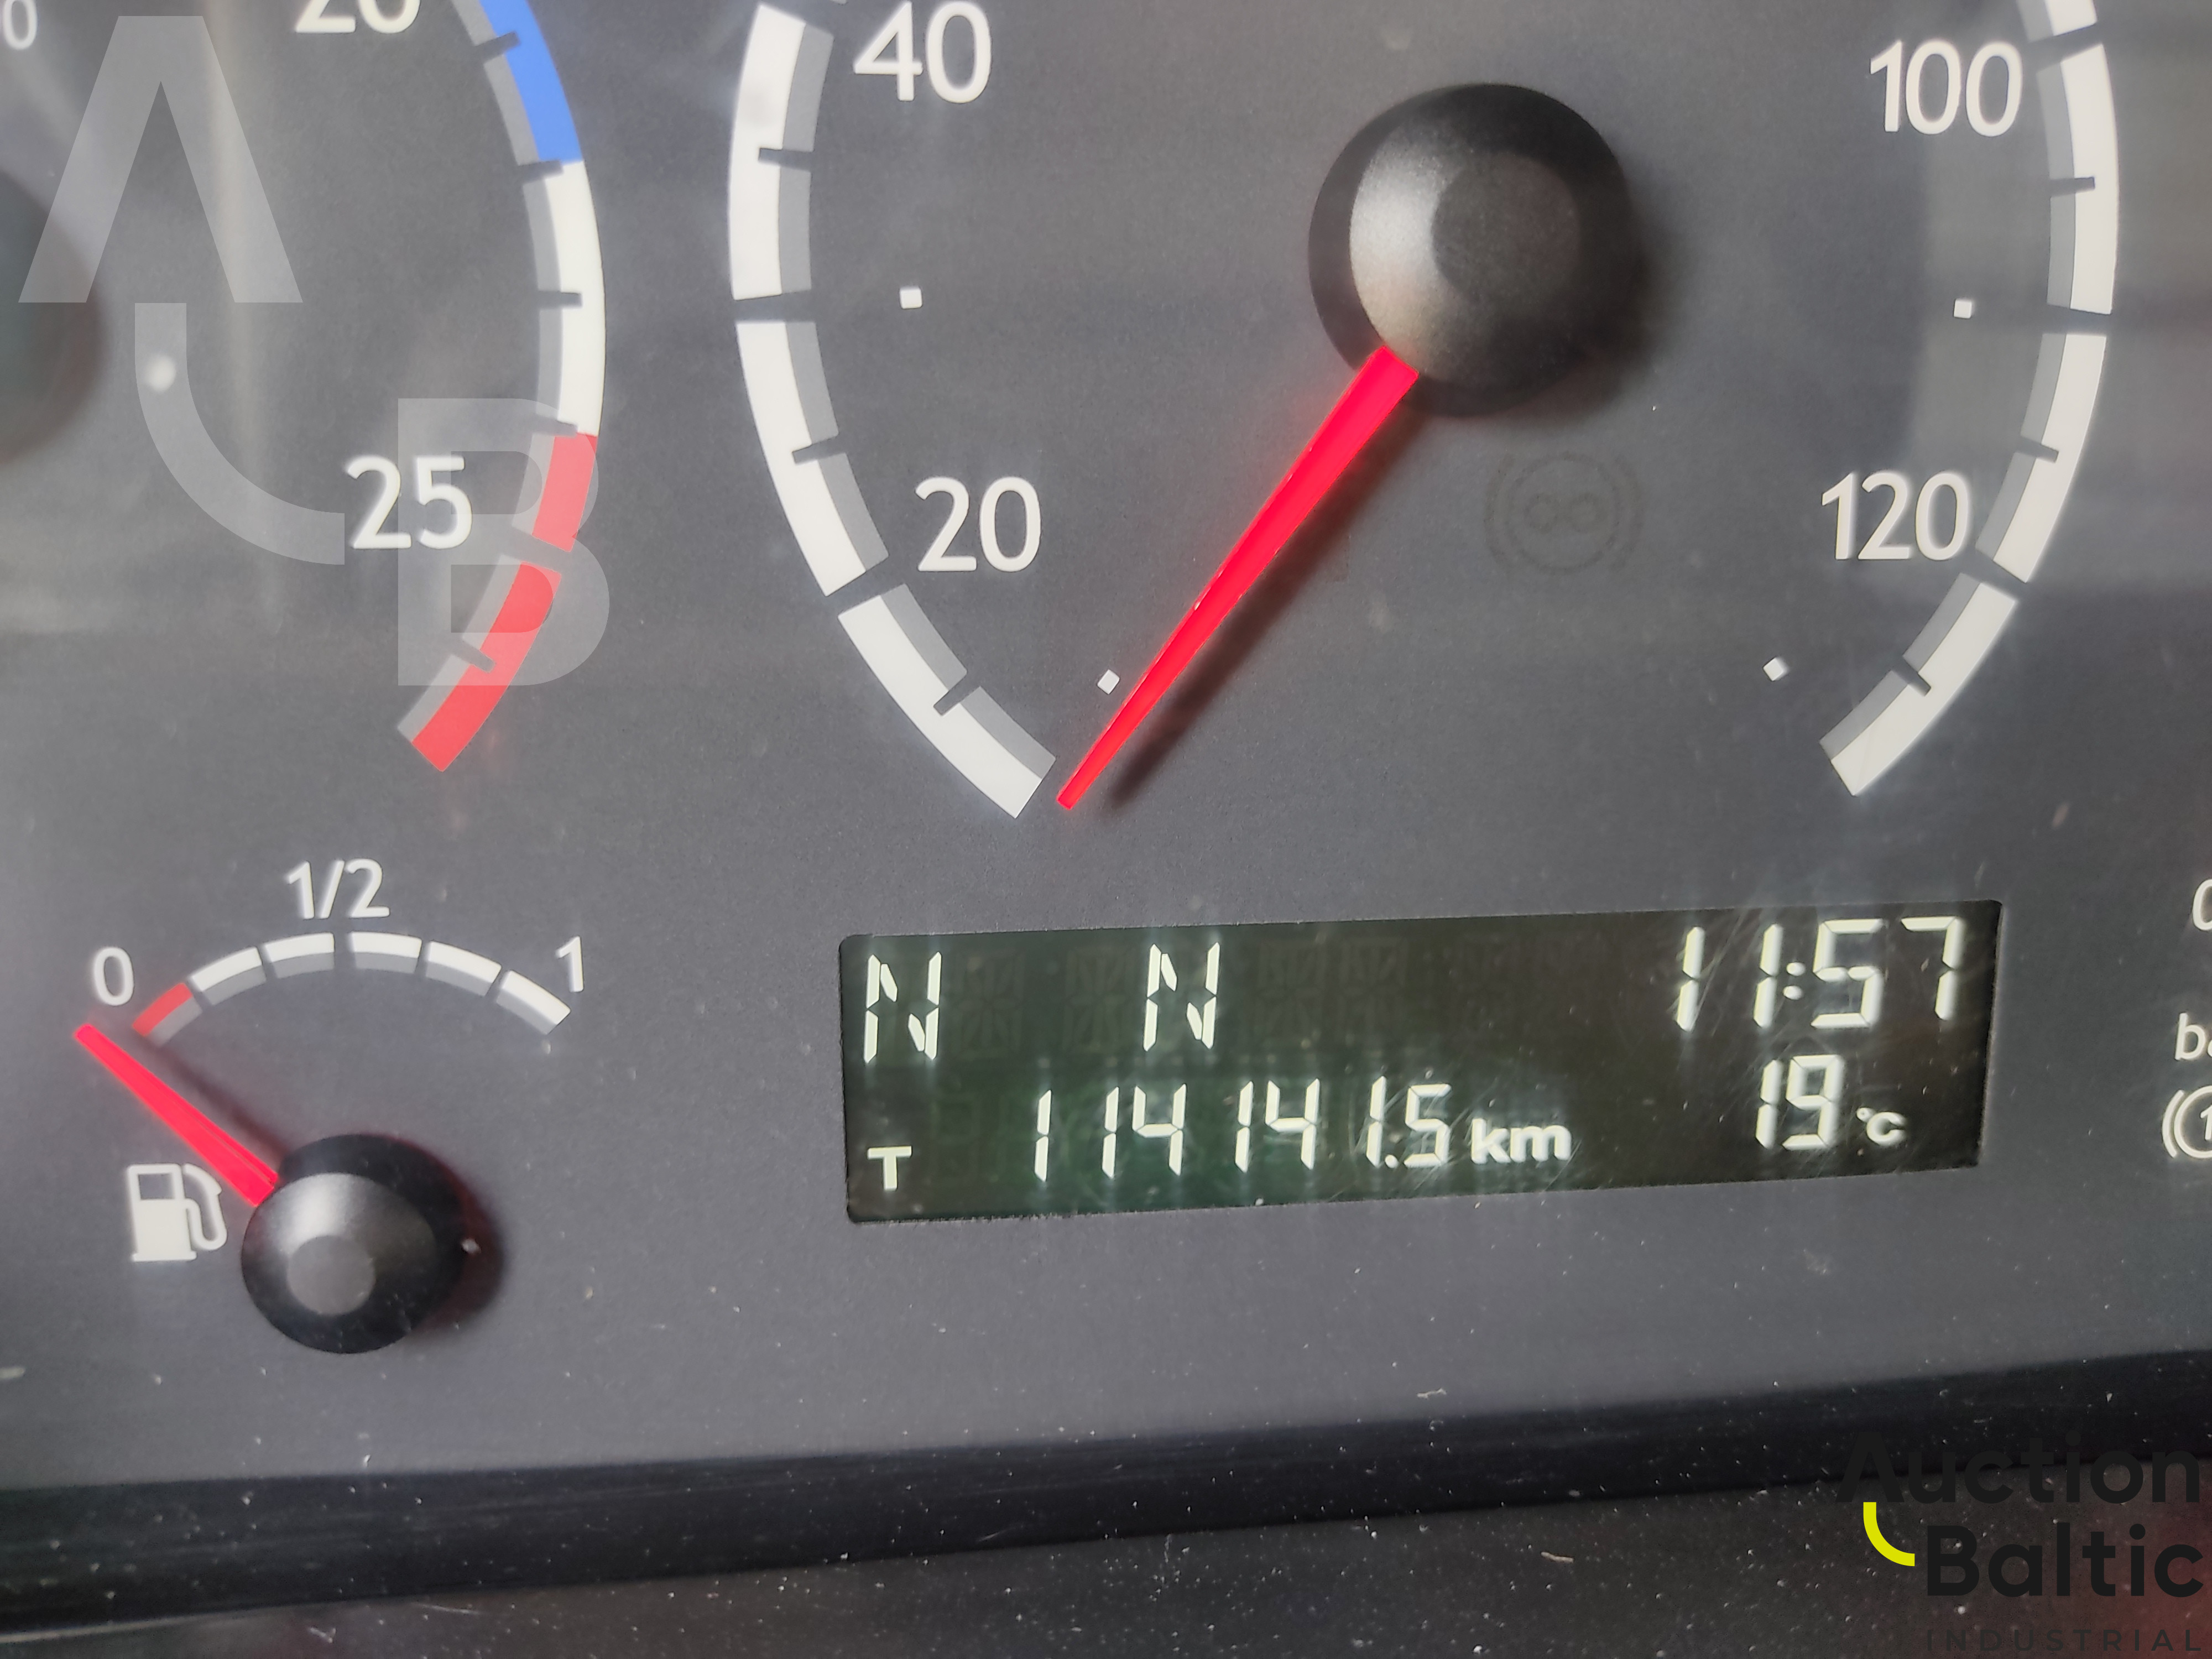 20
40
100
25
20
120
1/2
0
1
N N 11:57
T 114141.5 km 19 °C
A
B
Auction
Baltic
INDUSTRIAL